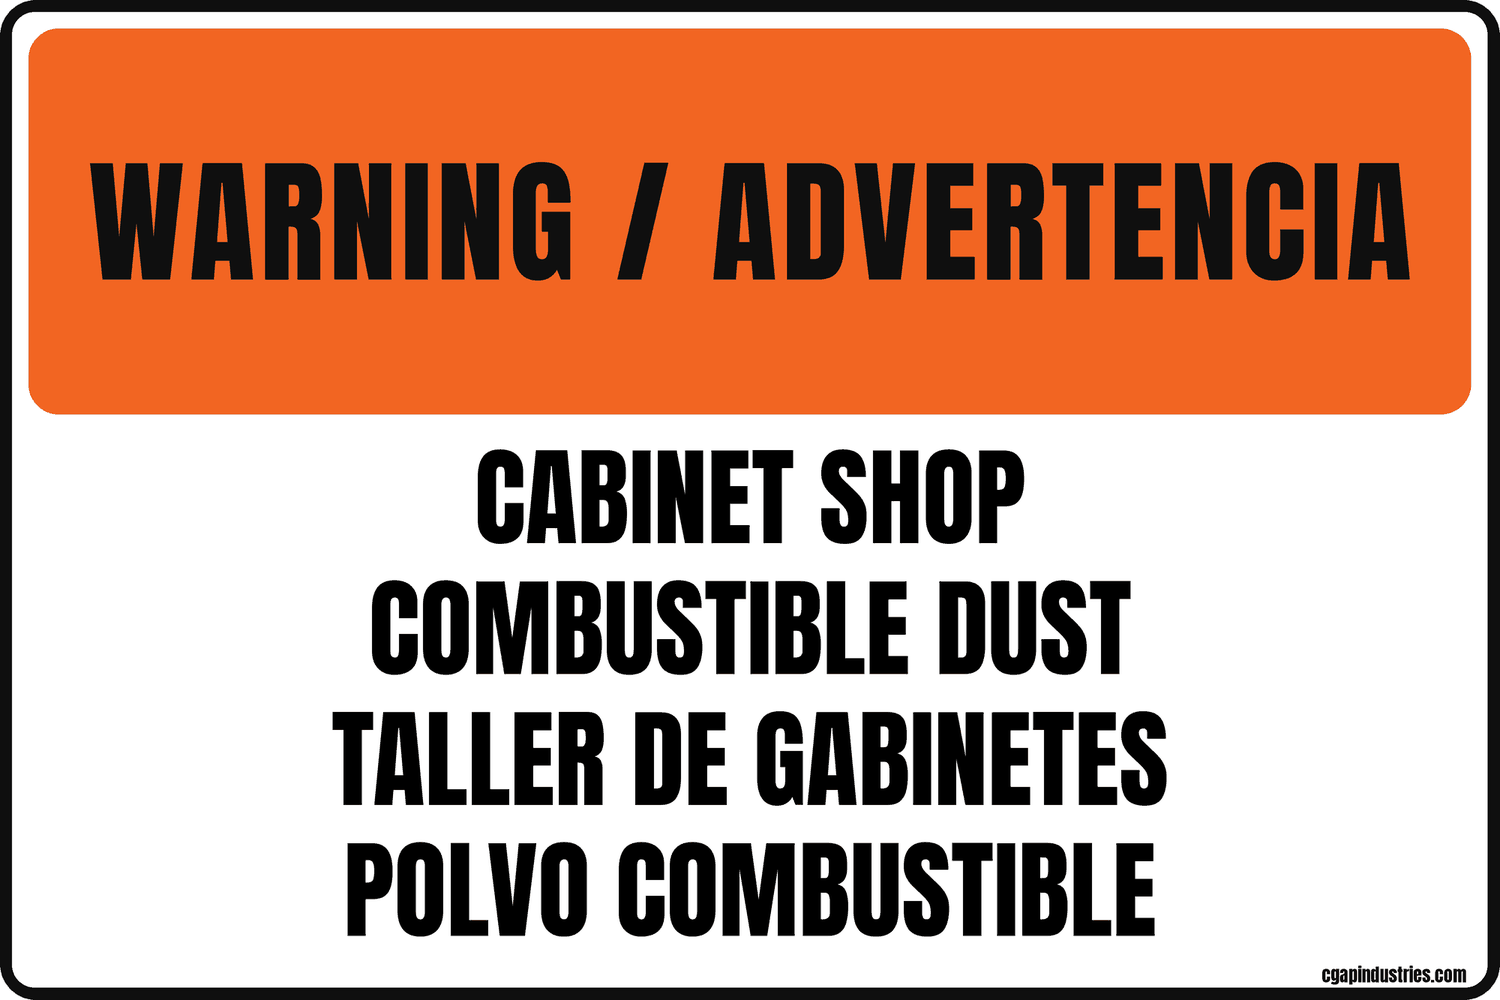 WARNING / ADVERTENCIA
CABINET SHOP
COMBUSTIBLE DUST
TALLER DE GABINETES
POLVO COMBUSTIBLE
cgapindustries.com